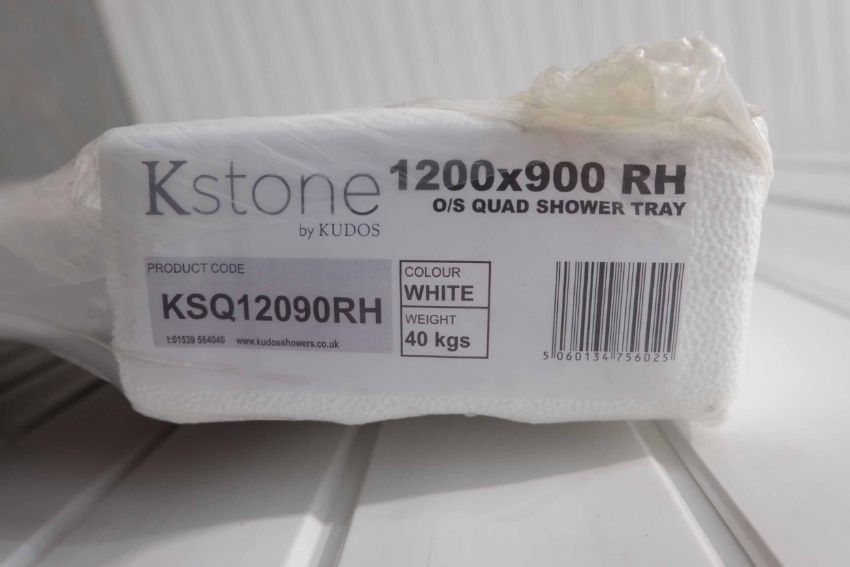 Kstone
by KUDOS
1200x900 RH
O/S QUAD SHOWER TRAY
PRODUCT CODE
KSQ12090RH
t:01539 564040 www.kudosshowers.co.uk
COLOUR
WHITE
WEIGHT
40 kgs
5 060134 756025